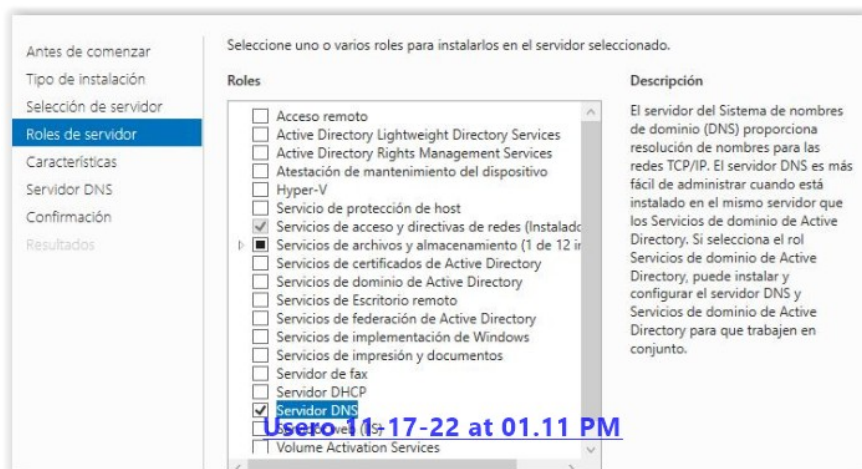 Antes de comenzar
Tipo de instalación
Selección de servidor
Roles de servidor
Características
Servidor DNS
Confirmación
Resultados
Seleccione uno o varios roles para instalarlos en el servidor seleccionado.
Roles
Acceso remoto
Active Directory Lightweight Directory Services
Active Directory Rights Management Services
Atestación de mantenimiento del dispositivo
Hyper-V
Servicio de protección de host
Servicios de acceso y directivas de redes (Instalado
Servicios de archivos y almacenamiento (1 de 12 in
Servicios de certificados de Active Directory
Servicios de dominio de Active Directory
Servicios de Escritorio remoto
Servicios de federación de Active Directory
Servicios de implementación de Windows
Servicios de impresión y documentos
Servidor de fax
Servidor DHCP
Servidor DNS
Usero 11-17-22 at 01.11 PM
Volume Activation Services
Descripción
El servidor del Sistema de nombres
de dominio (DNS) proporciona
resolución de nombres para las
redes TCP/IP. El servidor DNS es más
fácil de administrar cuando está
instalado en el mismo servidor que
los Servicios de dominio de Active
Directory. Si selecciona el rol
Servicios de dominio de Active
Directory, puede instalar y
configurar el servidor DNS y
Servicios de dominio de Active
Directory para que trabajen en
conjunto.